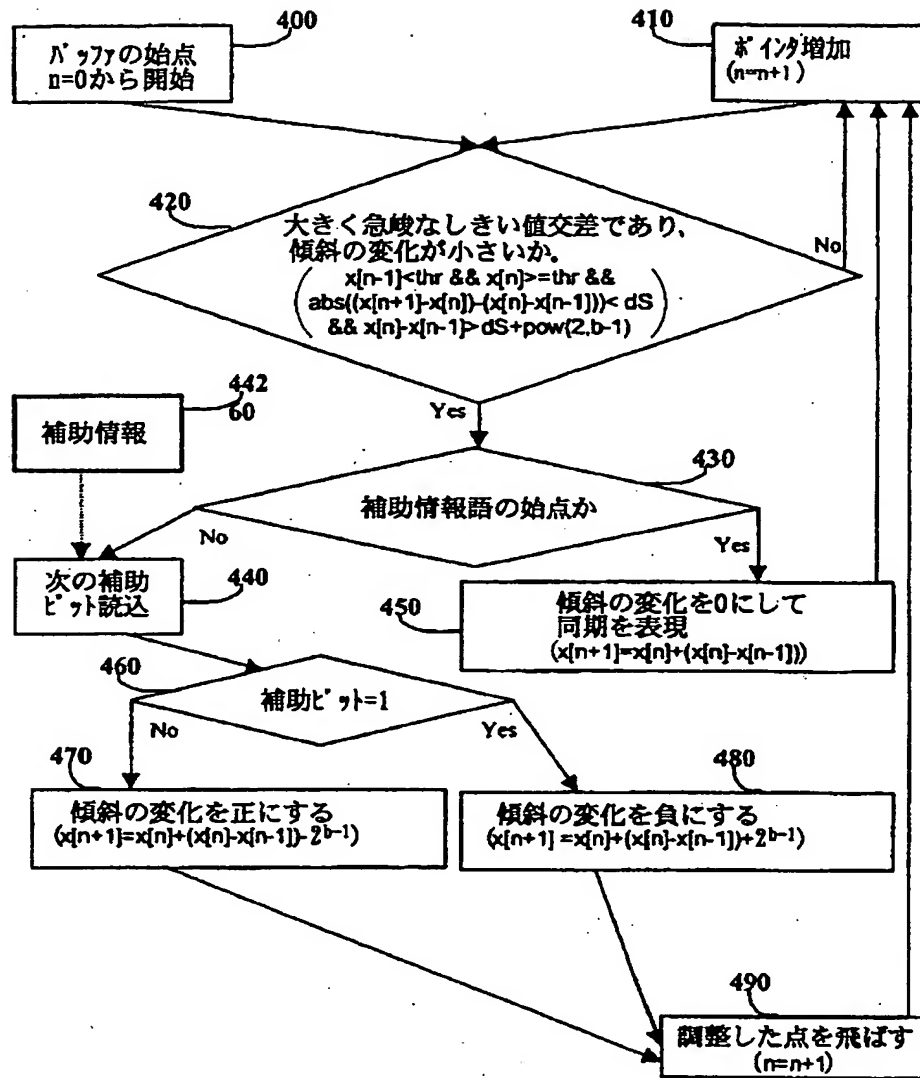 400
バッファの始点
n=0から開始
410
ポインタ増加
(n=n+1)
420
大きく急峻なしきい値交差であり、
傾斜の変化が小さいか。
x[n-1]<thr && x[n]>=thr &&
abs((x[n+1]-x[n])-(x[n]-x[n-1]))< dS
&& x[n]-x[n-1]>dS+pow(2,b-1)
No
Yes
442
60
補助情報
430
補助情報語の始点か
No
Yes
次の補助
ビット読込
440
450
傾斜の変化を0にして
同期を表現
(x[n+1]=x[n]+(x[n]-x[n-1]))
460
補助ビット=1
No
Yes
470
傾斜の変化を正にする
(x[n+1]=x[n]+(x[n]-x[n-1])-2^b-1)
480
傾斜の変化を負にする
(x[n+1] =x[n]+(x[n]-x[n-1])+2^b-1)
490
調整した点を飛ばす
(n=n+1)